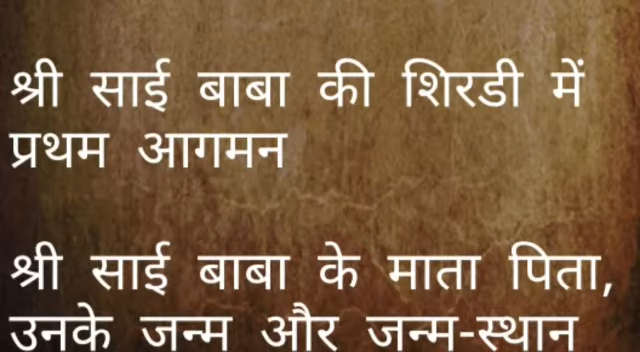 श्री साई बाबा की शिरडी में
प्रथम आगमन
श्री साई बाबा के माता पिता,
उनके जन्म और जन्म-स्थान